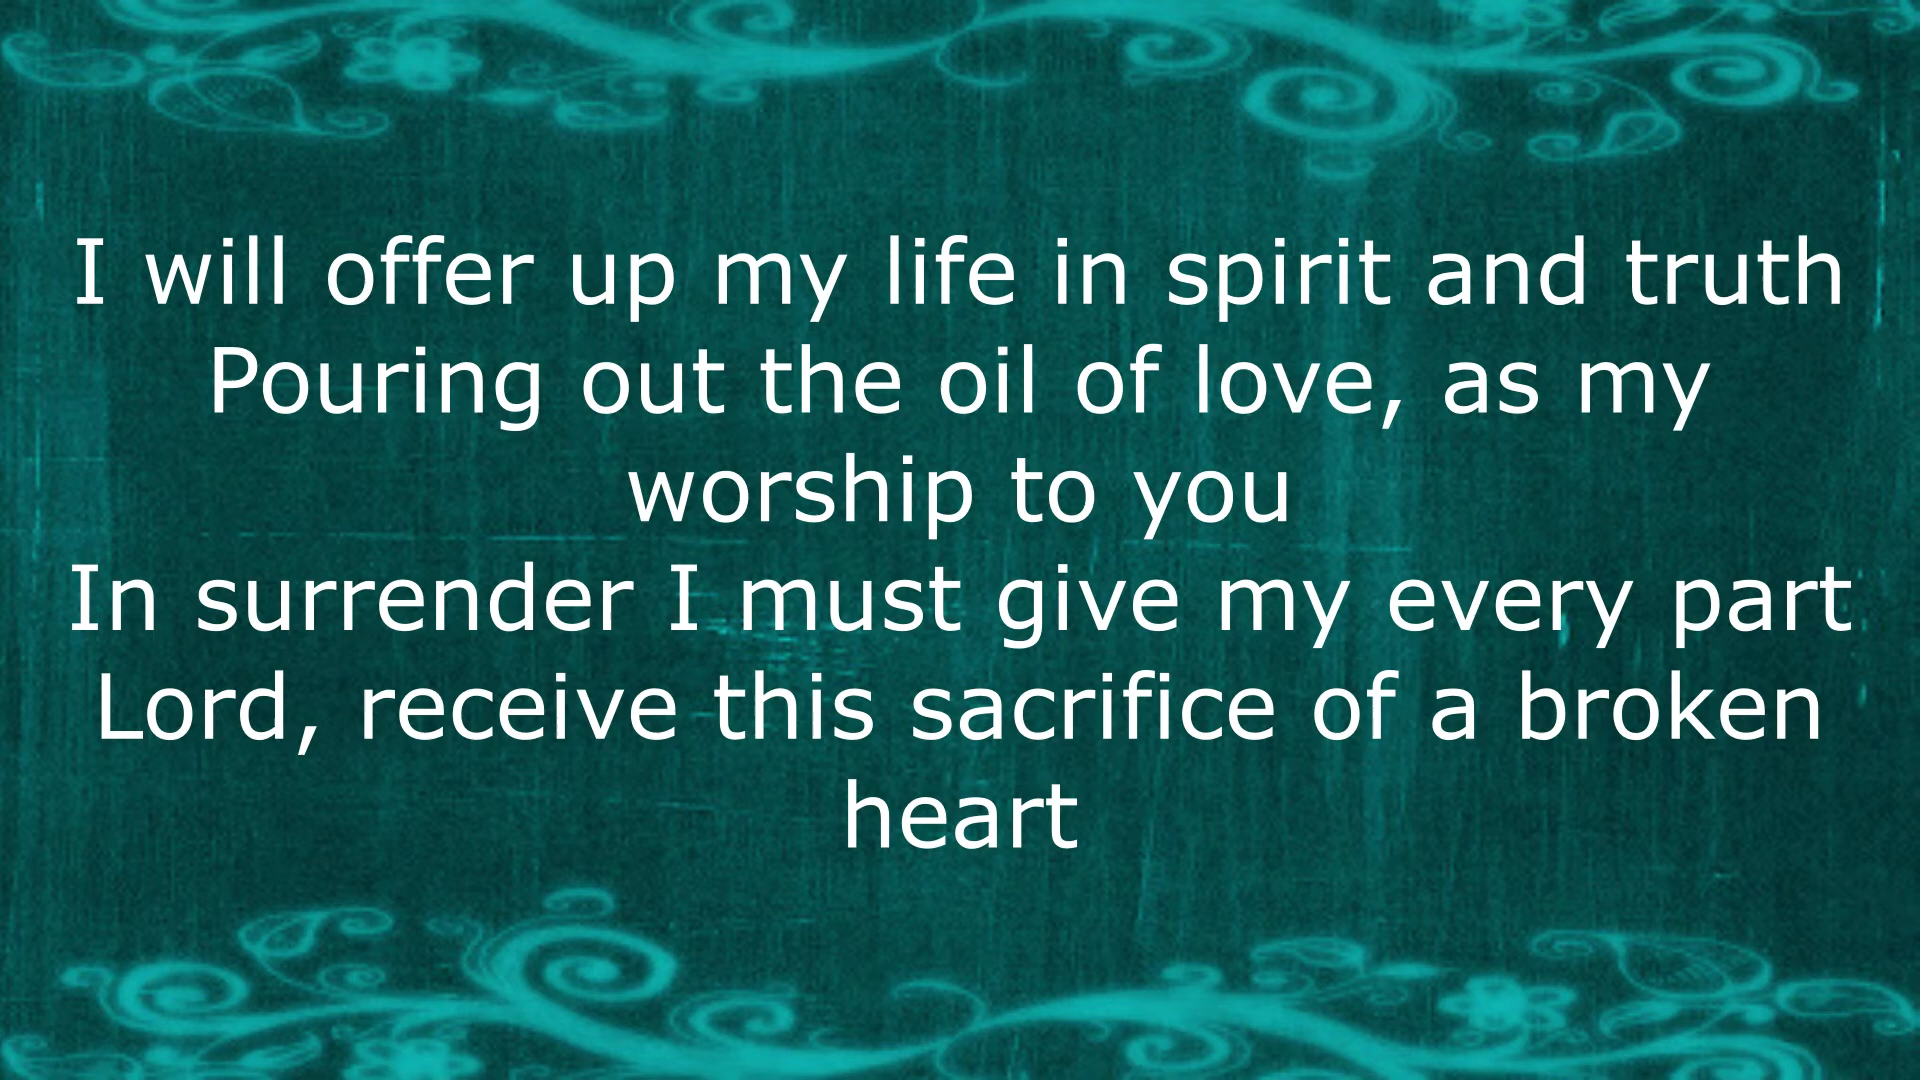 I will offer up my life in spirit and truth
Pouring out the oil of love, as my
worship to you
In surrender I must give my every part
Lord, receive this sacrifice of a broken
heart